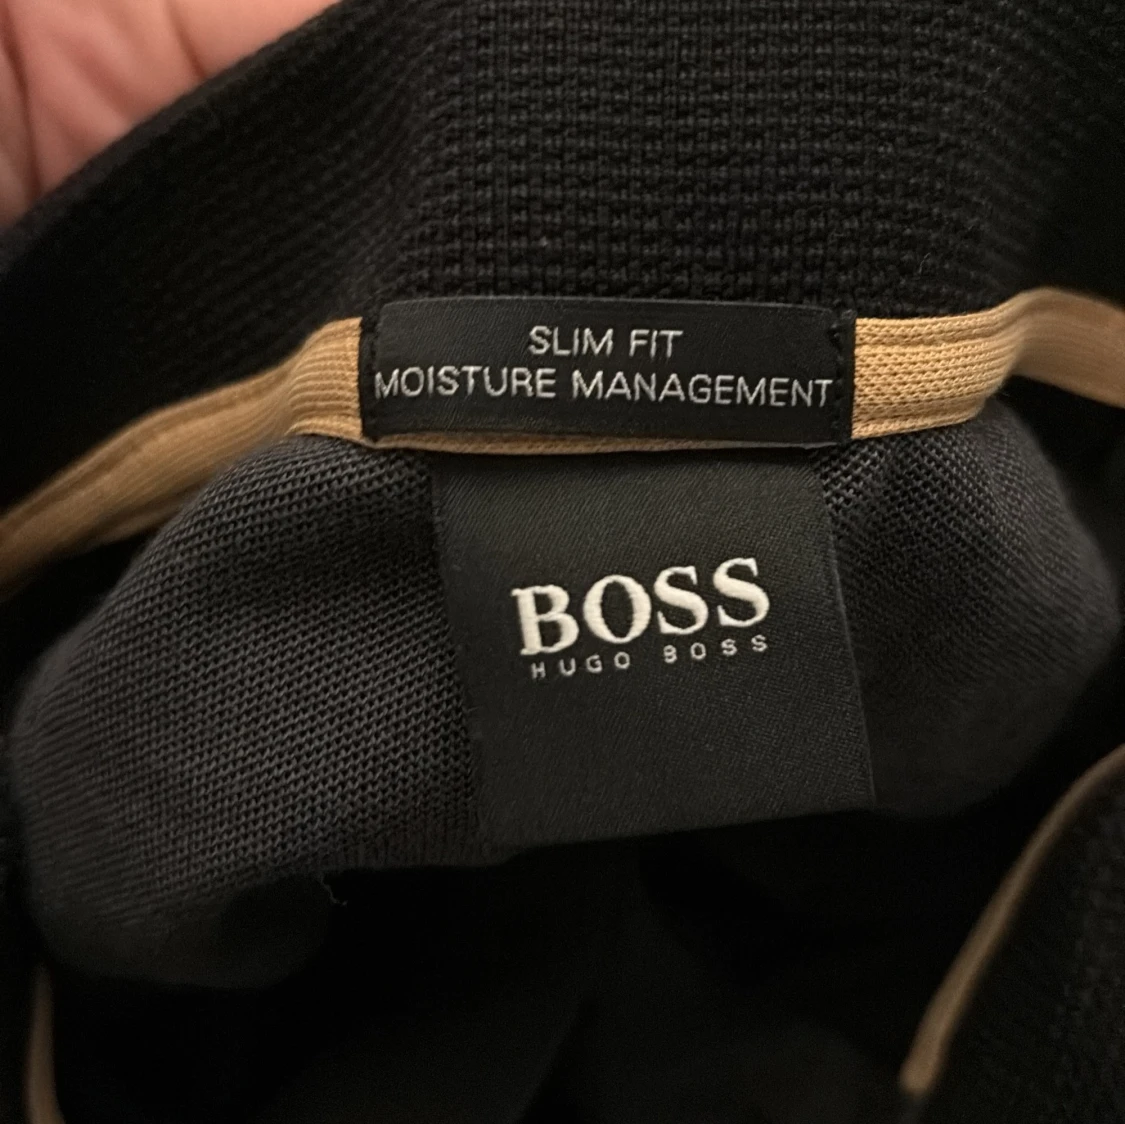 SLIM FIT
MOISTURE MANAGEMENT
BOSS
HUGO BOSS